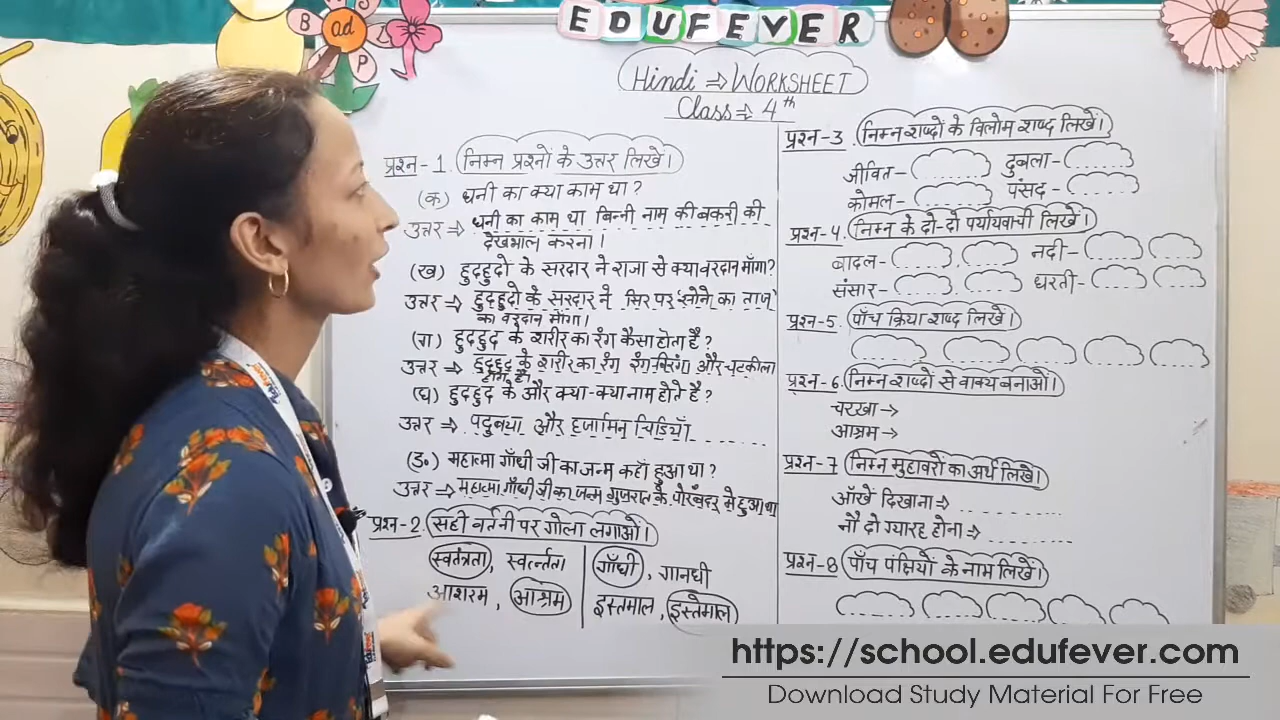 B ad P
EDUFEVER
Hindi ⇒ WORKSHEET
Class ⇒ 4th
प्रश्न-1. निम्न प्रश्नों के उत्तर लिखें।
(क) धनी का क्या काम था?
उत्तर ⇒ धनी का काम था बिन्नी नाम की बकरी की
देखभाल करना।
(ख) हुदहुदों के सरदार ने राजा से क्या वरदान माँगा?
उत्तर ⇒ हुदहुदो के सरदार ने सिर पर 'सोने का ताज'
का वरदान माँगा।
(ग) हुदहुद के शरीर का रंग कैसा होता है?
उत्तर ⇒ हुदहुद के शरीर का रंग रंग-बिरंगा और चटकीला
होता है।
(घ) हुदहुद के और क्या-क्या नाम होते है?
उत्तर ⇒ पदुबया और हजामिन चिडियाँ
(ड०) महात्मा गाँधी जी का जन्म कहाँ हुआ था?
उत्तर ⇒ महात्मा गाँधी जी का जन्म गुजरात के पोरबंदर में हुआ था
प्रश्न-2. सही वर्तनी पर गोला लगाओ।
स्वतंत्रता, स्वर्न्तता गाँधी, गानधी
आशरम, आश्रम इस्तमाल, इस्तेमाल
प्रश्न-3. निम्न शब्दों के विलोम शब्द लिखें।
जीवित- दुबला-
कोमल- पंसद-
प्रश्न-4. निम्न के दो-दो पर्यायवाची लिखें।
बादल- , नदी-
संसार- , धरती-
प्रश्न-5. पाँच क्रिया शब्द लिखें।
प्रश्न-6. निम्न शब्दों से वाक्य बनाओ।
चरखा →
आश्रम →
प्रश्न-7 निम्न मुहावरों का अर्थ लिखें।
आँखें दिखाना ⇒
नौ दो ग्यारह होना ⇒
प्रश्न-8 पाँच पंक्षियों के नाम लिखें।
https://school.edufever.com
Download Study Material For Free